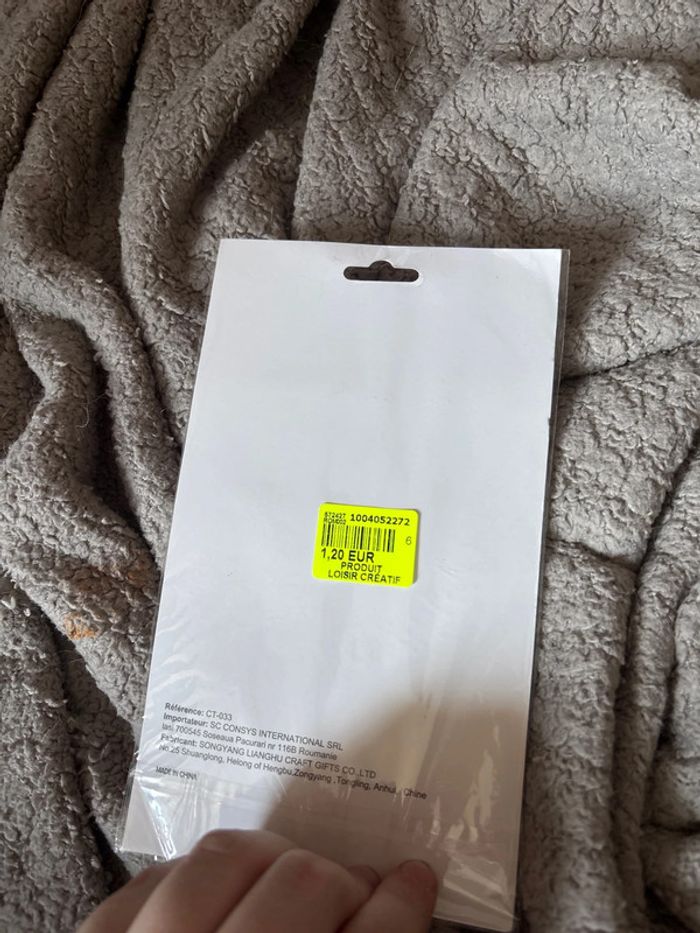 ST2427 1004052272
ROM002
6
1,20 EUR
PRODUIT
LOISIR CRÉATIF
Référence: CT-033
Importateur: SC CONSYS INTERNATIONAL SRL
Iasi 700545 Soseaua Pacurari nr 116B Roumanie
Fabricant: SONGYANG LIANGHU CRAFT GIFTS CO.,LTD
No.25 Shuanglong, Helong of Hengbu,Zongyang ,Tongling, Anhui, Chine
MADE IN CHINA